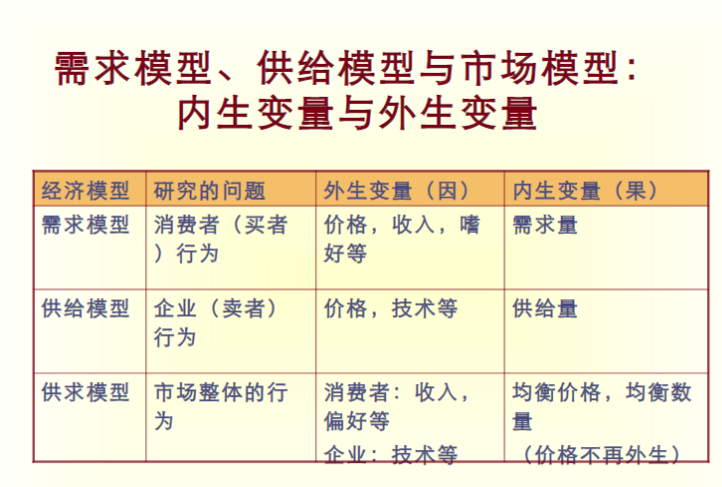 需求模型、供给模型与市场模型：
内生变量与外生变量
经济模型 研究的问题 外生变量（因） 内生变量（果）
需求模型 消费者（买者 价格，收入，嗜 需求量
）行为 好等
供给模型 企业（卖者） 价格，技术等 供给量
行为
供求模型 市场整体的行 消费者：收入， 均衡价格，均衡数
为 偏好等 量
企业：技术等 （价格不再外生）